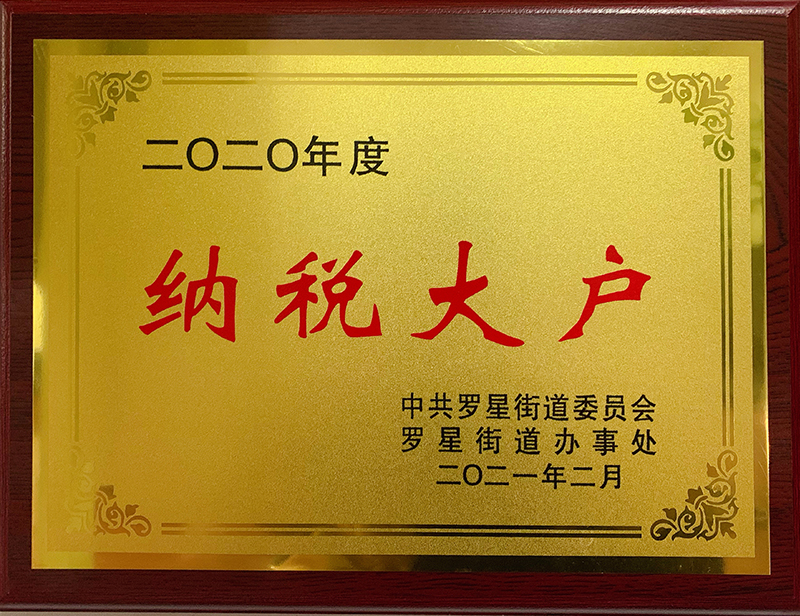 二〇二〇年度
纳税大户
中共罗星街道委员会
罗星街道办事处
二〇二一年二月